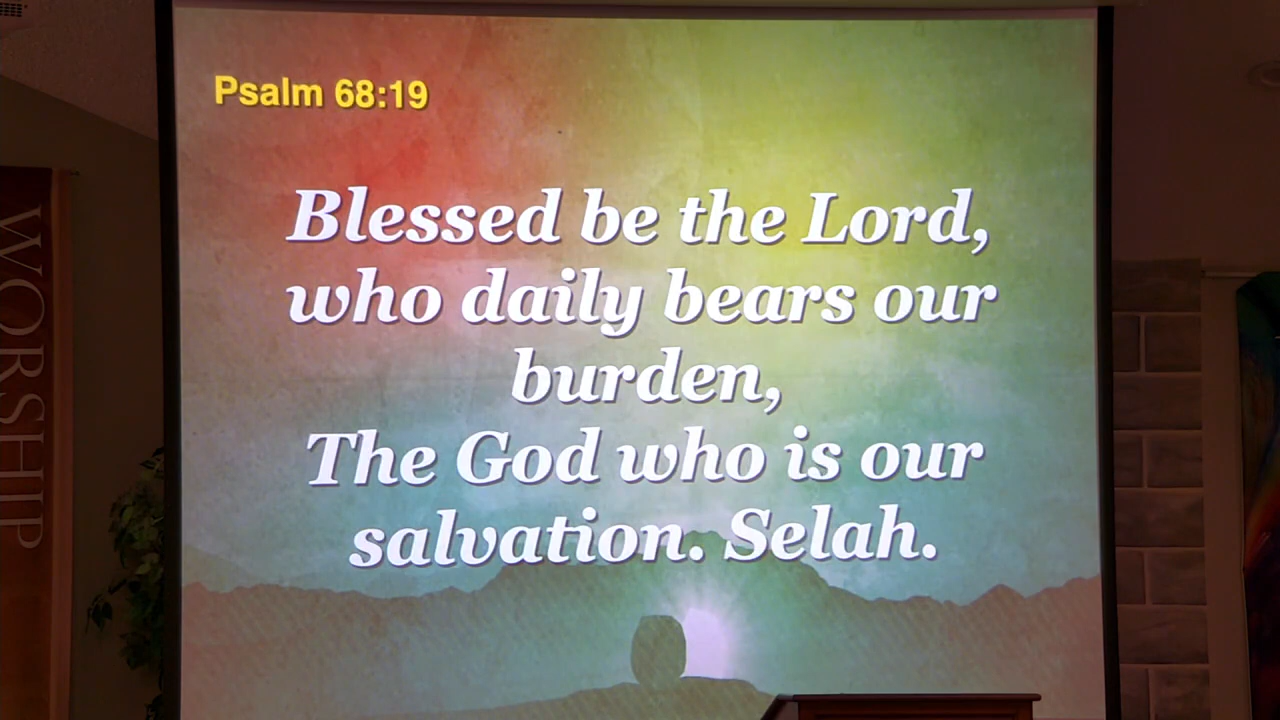 Psalm 68:19
Blessed be the Lord,
who daily bears our
burden,
The God who is our
salvation. Selah.
WORSHIP